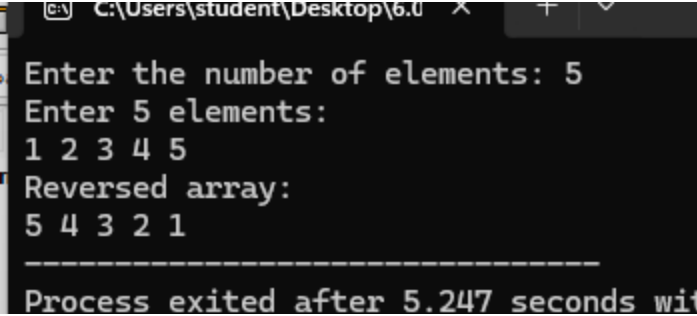 C:\Users\student\Desktop\6.0
Enter the number of elements: 5
Enter 5 elements:
1 2 3 4 5
Reversed array:
5 4 3 2 1
--------------------------------
Process exited after 5.247 seconds wit